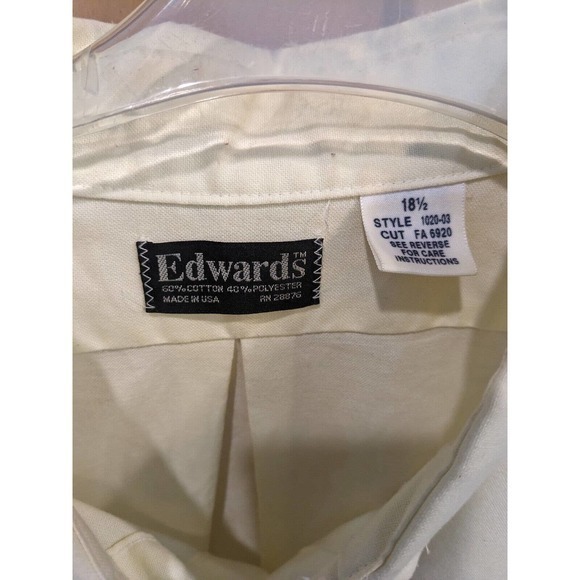 Edwards™
60% COTTON 40% POLYESTER
MADE IN USA RN 28876
18½
STYLE 1020-03
CUT FA 6920
SEE REVERSE
FOR CARE
INSTRUCTIONS